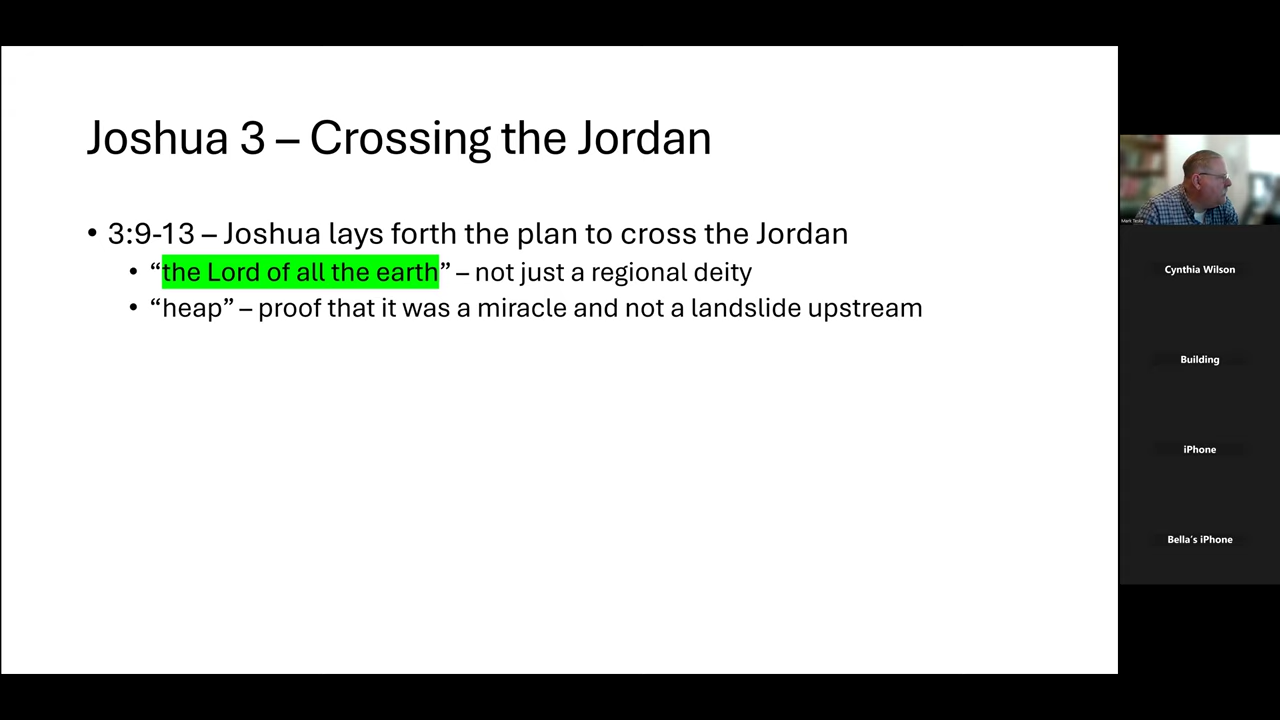 Joshua 3 – Crossing the Jordan
• 3:9-13 – Joshua lays forth the plan to cross the Jordan
• “the Lord of all the earth” – not just a regional deity
• “heap” – proof that it was a miracle and not a landslide upstream
Cynthia Wilson
Building
iPhone
Bella’s iPhone